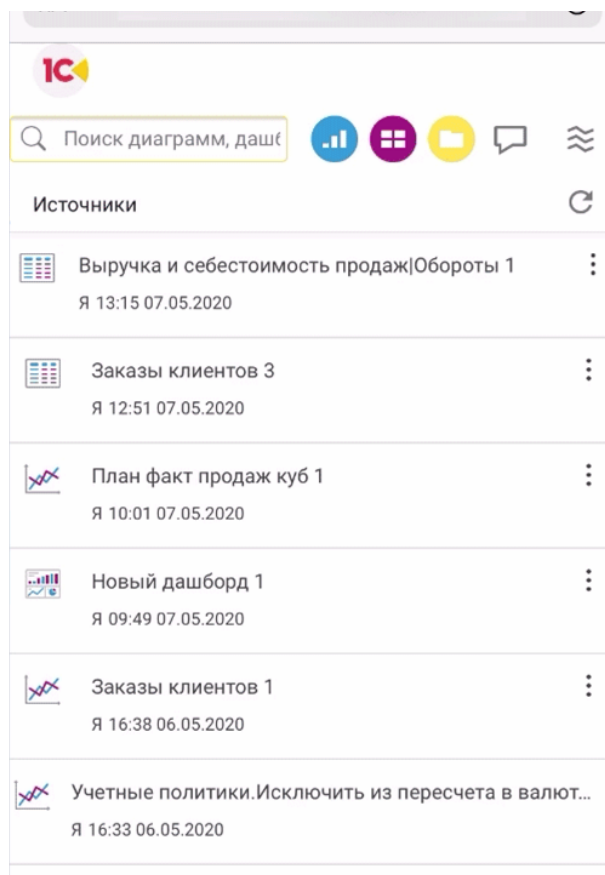 1С
Поиск диаграмм, дашб
Источники
Выручка и себестоимость продаж|Обороты 1
Я 13:15 07.05.2020
Заказы клиентов 3
Я 12:51 07.05.2020
План факт продаж куб 1
Я 10:01 07.05.2020
Новый дашборд 1
Я 09:49 07.05.2020
Заказы клиентов 1
Я 16:38 06.05.2020
Учетные политики.Исключить из пересчета в валют...
Я 16:33 06.05.2020